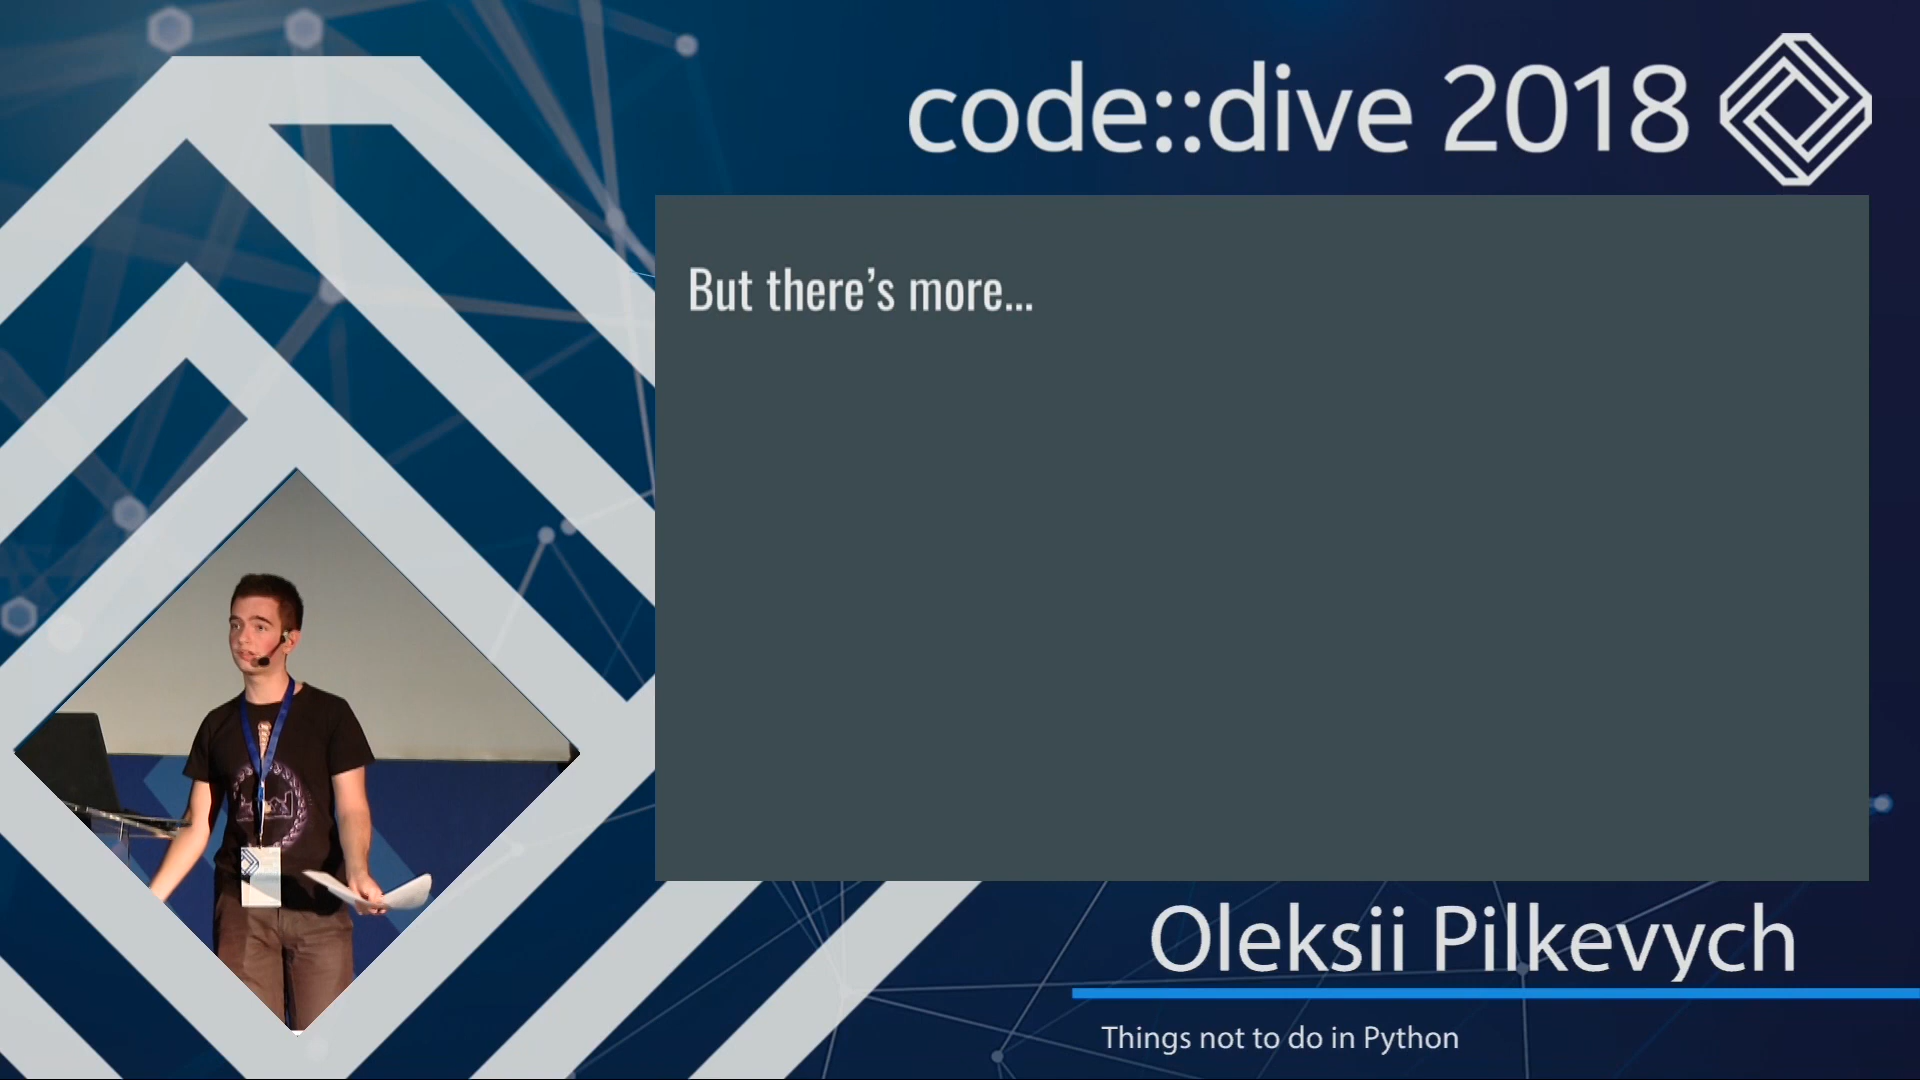 code::dive 2018
But there’s more...
Oleksii Pilkevych
Things not to do in Python